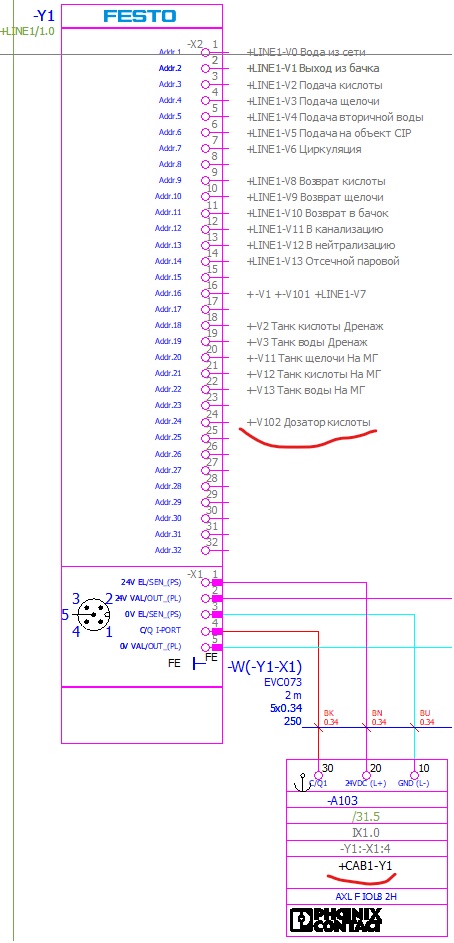 -Y1
FESTO
+LINE1/1.0
-X2
Addr.1 1 +LINE1-V0 Вода из сети
Addr.2 2 +LINE1-V1 Выход из бачка
Addr.3 3 +LINE1-V2 Подача кислоты
Addr.4 4 +LINE1-V3 Подача щелочи
Addr.5 5 +LINE1-V4 Подача вторичной воды
Addr.6 6 +LINE1-V5 Подача на объект CIP
Addr.7 7 +LINE1-V6 Циркуляция
Addr.8 8
Addr.9 9 +LINE1-V8 Возврат кислоты
Addr.10 10 +LINE1-V9 Возврат щелочи
Addr.11 11 +LINE1-V10 Возврат в бачок
Addr.12 12 +LINE1-V11 В канализацию
Addr.13 13 +LINE1-V12 В нейтрализацию
Addr.14 14 +LINE1-V13 Отсечной паровой
Addr.15 15
Addr.16 16 +-V1 +-V101 +LINE1-V7
Addr.17 17
Addr.18 18 +-V2 Танк кислоты Дренаж
Addr.19 19 +-V3 Танк воды Дренаж
Addr.20 20 +-V11 Танк щелочи На МГ
Addr.21 21 +-V12 Танк кислоты На МГ
Addr.22 22 +-V13 Танк воды На МГ
Addr.23 23
Addr.24 24 +-V102 Дозатор кислоты
Addr.25 25
Addr.26 26
Addr.27 27
Addr.28 28
Addr.29 29
Addr.30 30
Addr.31 31
Addr.32 32
-X1
24V EL/SEN_(PS) 1
24V VAL/OUT_(PL) 2
0V EL/SEN_(PS) 3
C/Q I-PORT 4
0V VAL/OUT_(PL) 5
FE FE
3 2
5
4 1
-W(-Y1-X1)
EVC073
2 m
5x0.34
250
BK 0.34
BN 0.34
BU 0.34
30 20 10
C/Q1 24VDC (L+) GND (L-)
-A103
/31.5
IX1.0
-Y1:-X1:4
+CAB1-Y1
AXL F IOL8 2H
PHŒNIX
CONTACT